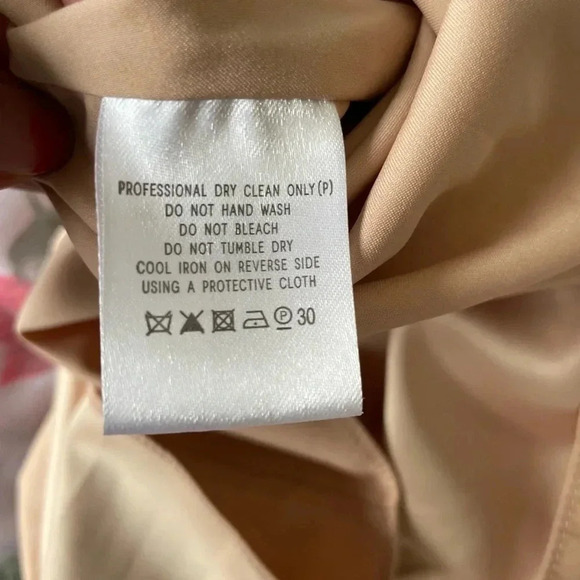 PROFESSIONAL DRY CLEAN ONLY(P)
DO NOT HAND WASH
DO NOT BLEACH
DO NOT TUMBLE DRY
COOL IRON ON REVERSE SIDE
USING A PROTECTIVE CLOTH
P 30